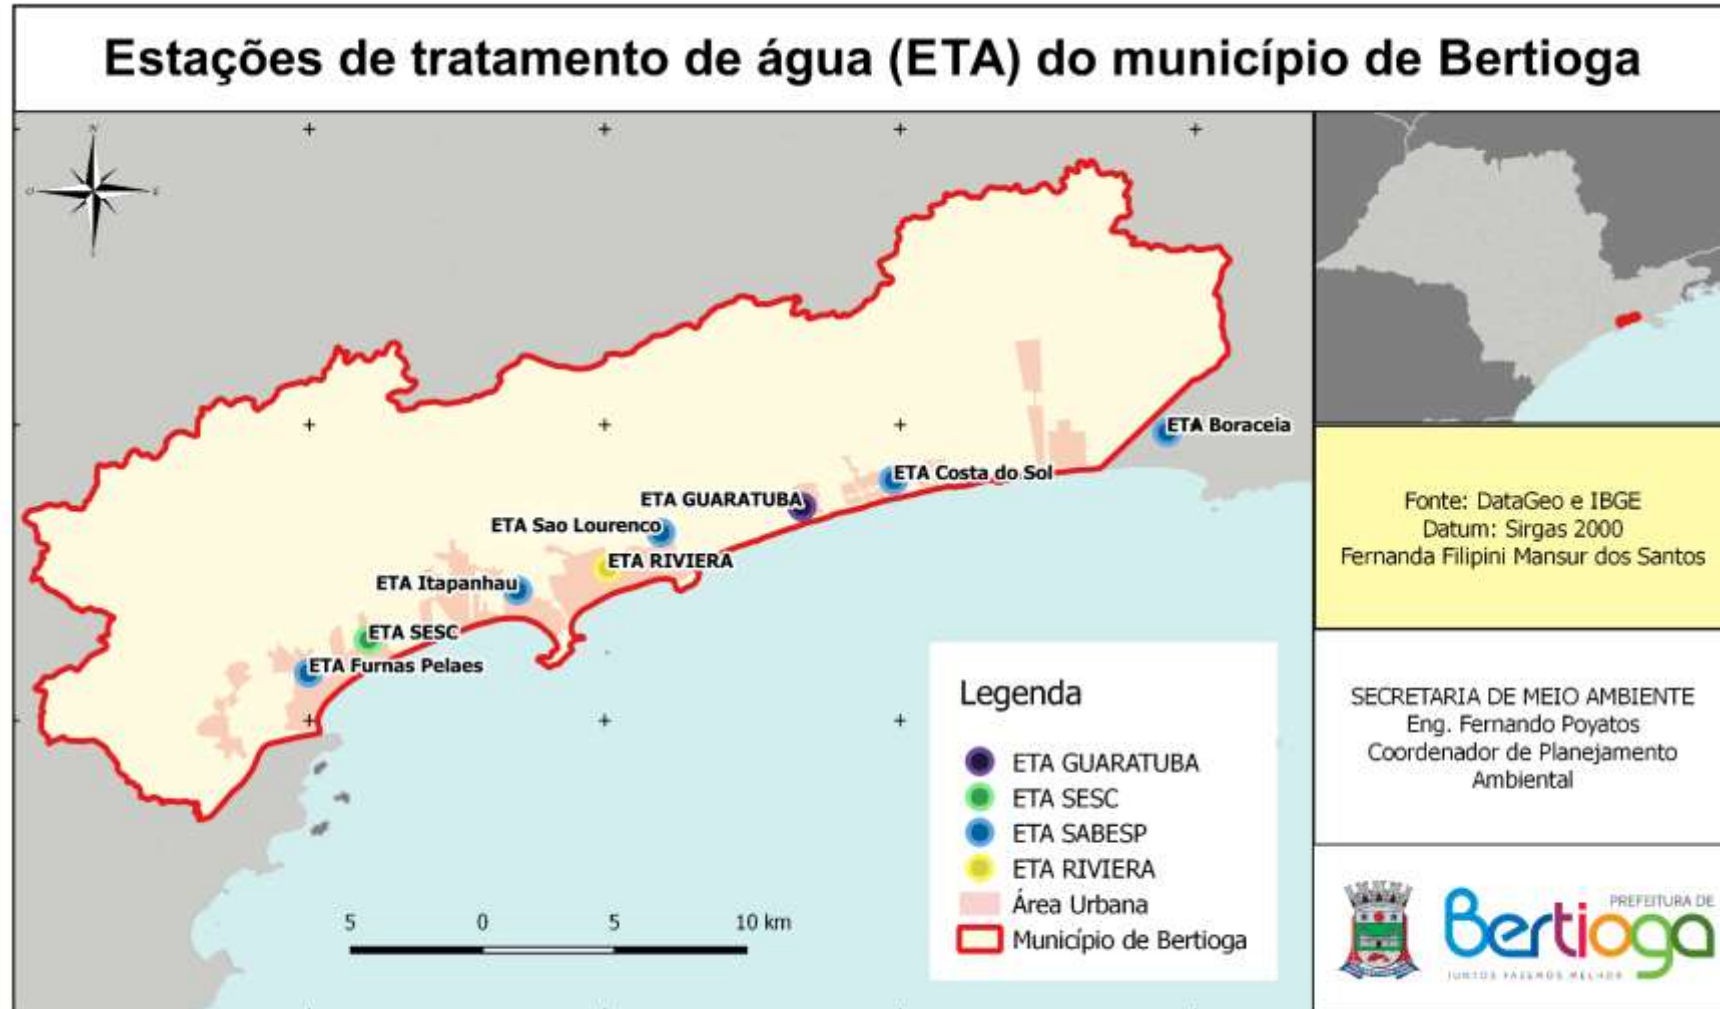 Estações de tratamento de água (ETA) do município de Bertioga
N
O
E
ETA Boraceia
ETA Costa do Sol
ETA GUARATUBA
ETA Sao Lourenco
ETA RIVIERA
ETA Itapanhau
ETA SESC
ETA Furnas Pelaes
Legenda
ETA GUARATUBA
ETA SESC
ETA SABESP
ETA RIVIERA
Área Urbana
Município de Bertioga
5 0 5 10 km
Fonte: DataGeo e IBGE
Datum: Sirgas 2000
Fernanda Filipini Mansur dos Santos
SECRETARIA DE MEIO AMBIENTE
Eng. Fernando Poyatos
Coordenador de Planejamento
Ambiental
PREFEITURA DE
Bertioga
JUNTOS FAZEMOS MELHOR